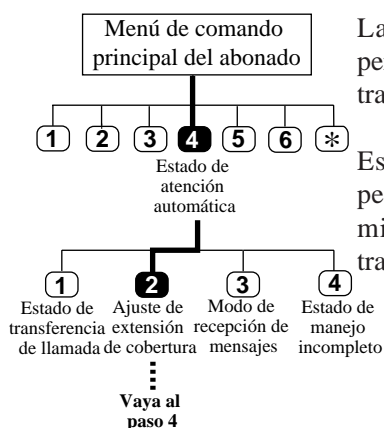 Menú de comando
principal del abonado
La
per
tra
1 2 3 4 5 6 *
Estado de
atención
automática
Es
pe
mi
tra
1 2 3 4
Estado de
transferencia
de llamada
Ajuste de
extensión
de cobertura
Modo de
recepción de
mensajes
Estado de
manejo
incompleto
Vaya al
paso 4